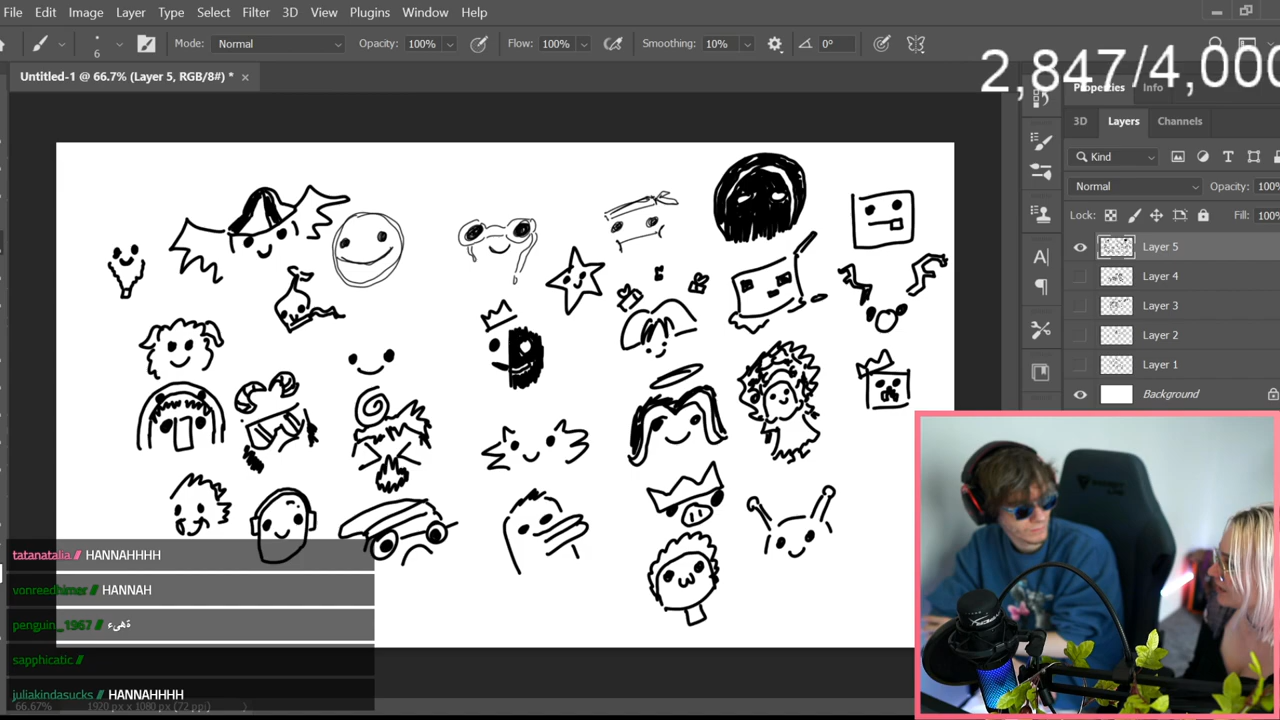 File Edit Image Layer Type Select Filter 3D View Plugins Window Help
6 Mode: Normal Opacity: 100% Flow: 100% Smoothing: 10% 0°
2,847/4,000
Untitled-1 @ 66.7% (Layer 5, RGB/8#) * ×
Properties Info
3D Layers Channels
Kind
Normal Opacity: 100%
Lock: Fill: 100%
Layer 5
Layer 4
Layer 3
Layer 2
Layer 1
Background
tatanatalia // HANNAHHHH
vonreedhimer // HANNAH
penguin_1967 // ةهىء
sapphicatic //
juliakindasucks // HANNAHHHH
66.67% 1920 px x 1080 px (72 ppi)